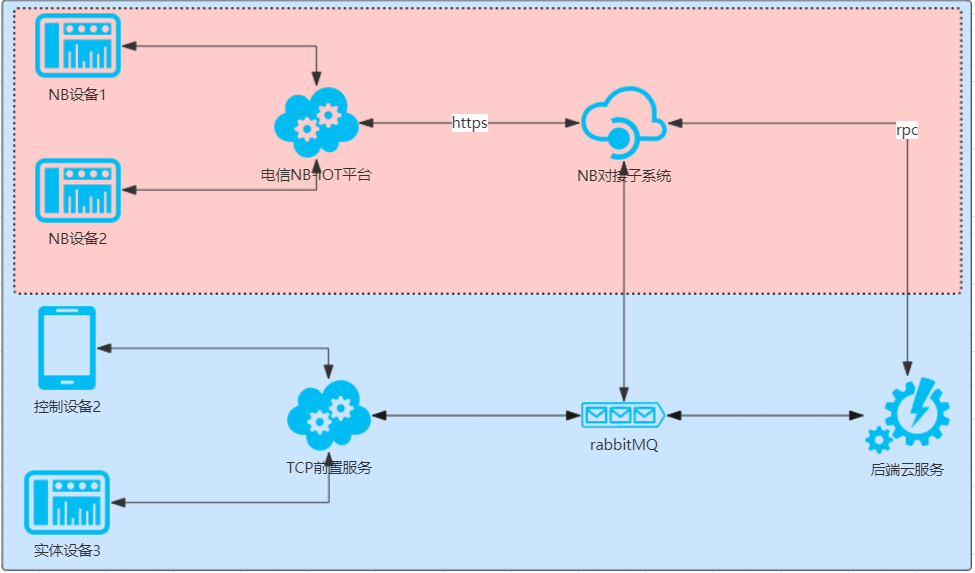 NB设备1
https
rpc
电信NB-IOT平台
NB对接子系统
NB设备2
控制设备2
rabbitMQ
TCP前置服务
后端云服务
实体设备3